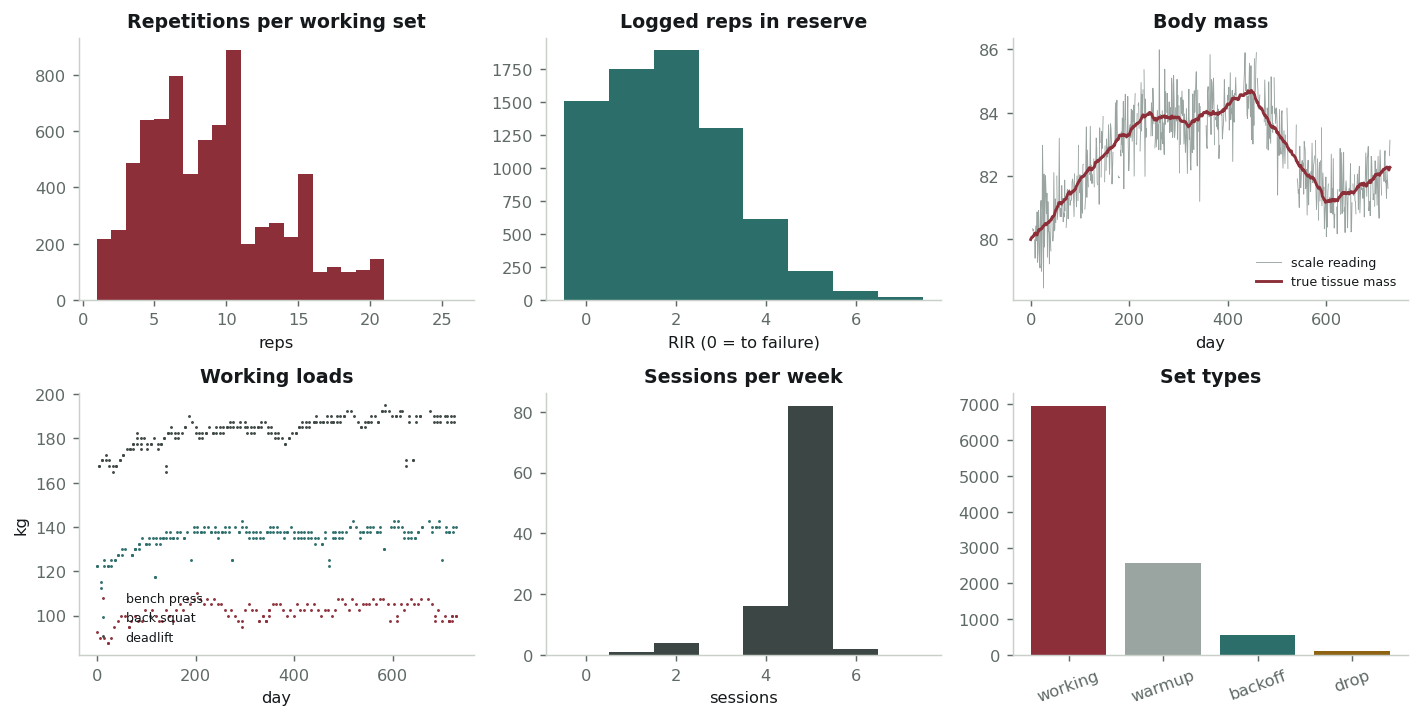 Repetitions per working set
800
600
400
200
0
0 5 10 15 20 25
reps
Logged reps in reserve
1750
1500
1250
1000
750
500
250
0
0 2 4 6
RIR (0 = to failure)
Body mass
86
84
82
80
scale reading
true tissue mass
0 200 400 600
day
Working loads
200
180
160
140
120
100
kg
bench press
back squat
deadlift
0 200 400 600
day
Sessions per week
80
60
40
20
0
0 2 4 6
sessions
Set types
7000
6000
5000
4000
3000
2000
1000
0
working warmup backoff drop